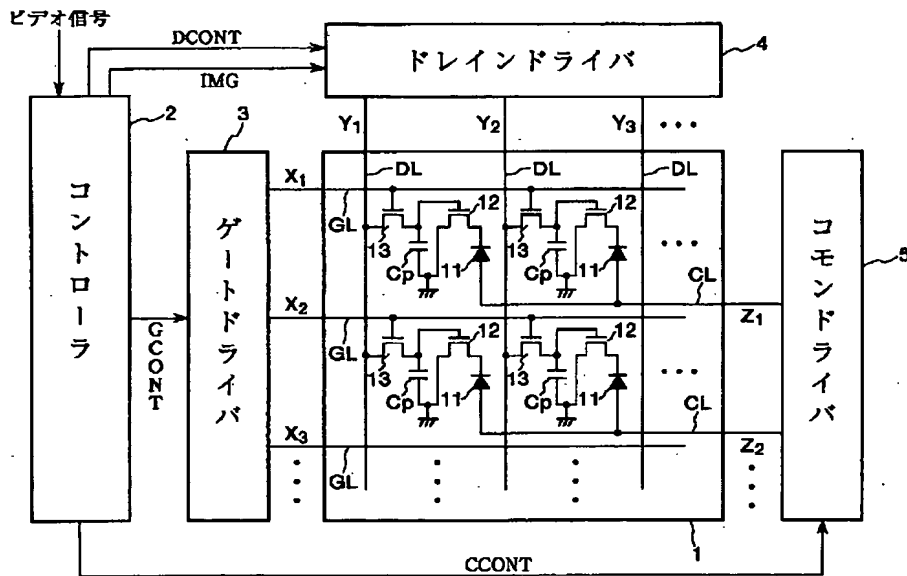 ビデオ信号
DCONT
IMG
ドレインドライバ
4
2
3
Y1
Y2
Y3
・・・
コントローラ
ゲートドライバ
コモンドライバ
5
DL
DL
DL
X1
GL
12
12
13
Cp
11
13
Cp
11
・・・
CL
Z1
X2
GL
12
12
13
Cp
11
13
Cp
11
・・・
CL
Z2
GCONT
X3
GL
1
CCONT